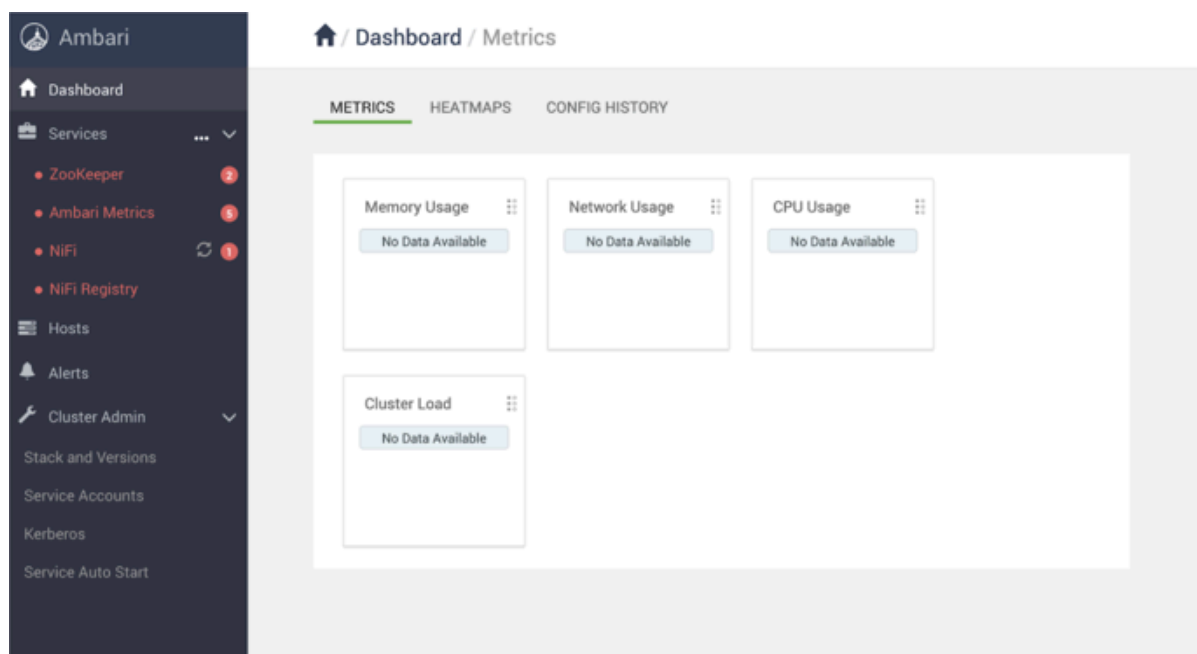 Ambari
Dashboard
Services ...
ZooKeeper 2
Ambari Metrics 5
NiFi 1
NiFi Registry
Hosts
Alerts
Cluster Admin
Stack and Versions
Service Accounts
Kerberos
Service Auto Start
/ Dashboard / Metrics
METRICS HEATMAPS CONFIG HISTORY
Memory Usage Network Usage CPU Usage
No Data Available No Data Available No Data Available
Cluster Load
No Data Available